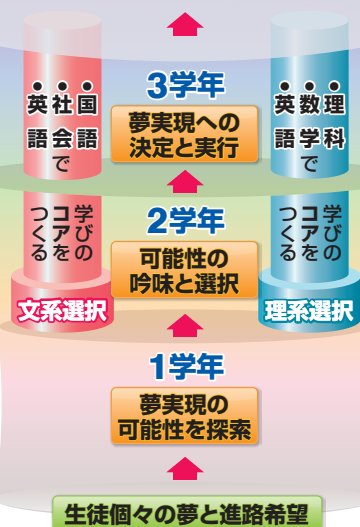 3学年
夢実現への
決定と実行
国語
社会
英語で
学びの
コアを
つくる
文系選択
理科
数学
英語で
学びの
コアを
つくる
理系選択
2学年
可能性の
吟味と選択
1学年
夢実現の
可能性を探索
生徒個々の夢と進路希望